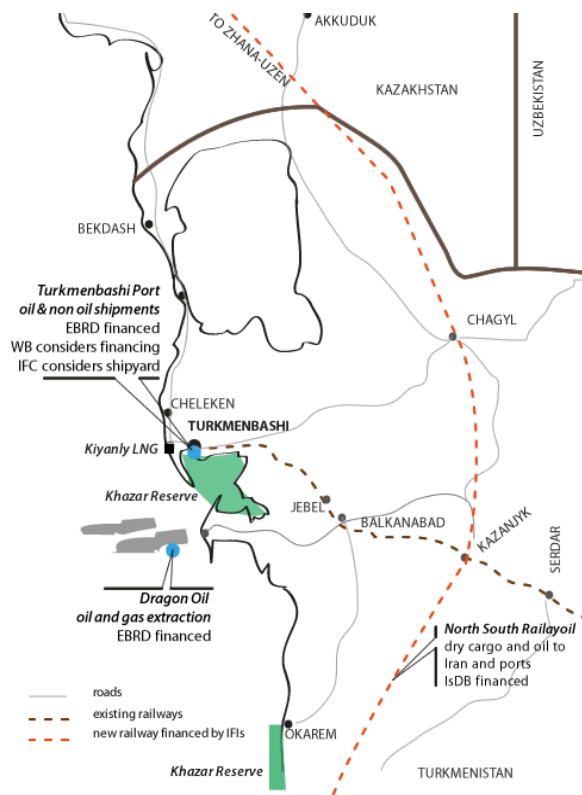 AKKUDUK
TO ZHANA-UZEN
KAZAKHSTAN
UZBEKISTAN
BEKDASH
Turkmenbashi Port
oil & non oil shipments
EBRD financed
WB considers financing
IFC considers shipyard
CHAGYL
CHELEKEN
TURKMENBASHI
Kiyanly LNG
Khazar Reserve
JEBEL
BALKANABAD
KAZANJYK
SERDAR
Dragon Oil
oil and gas extraction
EBRD financed
North South Railayoil
dry cargo and oil to
Iran and ports
IsDB financed
roads
existing railways
new railway financed by IFIs
OKAREM
Khazar Reserve
TURKMENISTAN